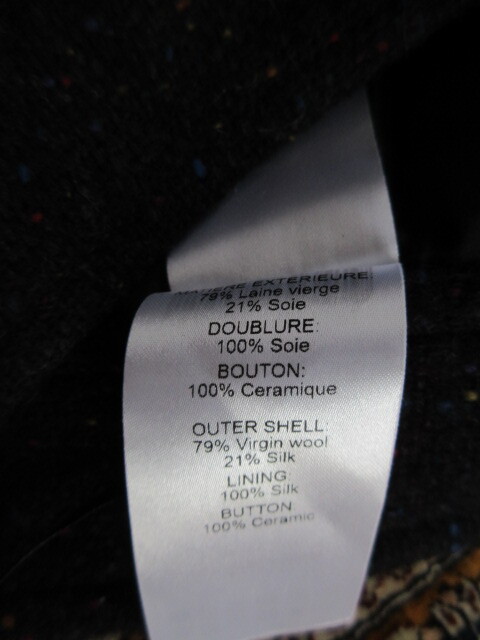 MATIERE EXTERIEURE:
79% Laine vierge
21% Soie
DOUBLURE:
100% Soie
BOUTON:
100% Ceramique
OUTER SHELL:
79% Virgin wool
21% Silk
LINING:
100% Silk
BUTTON:
100% Ceramic